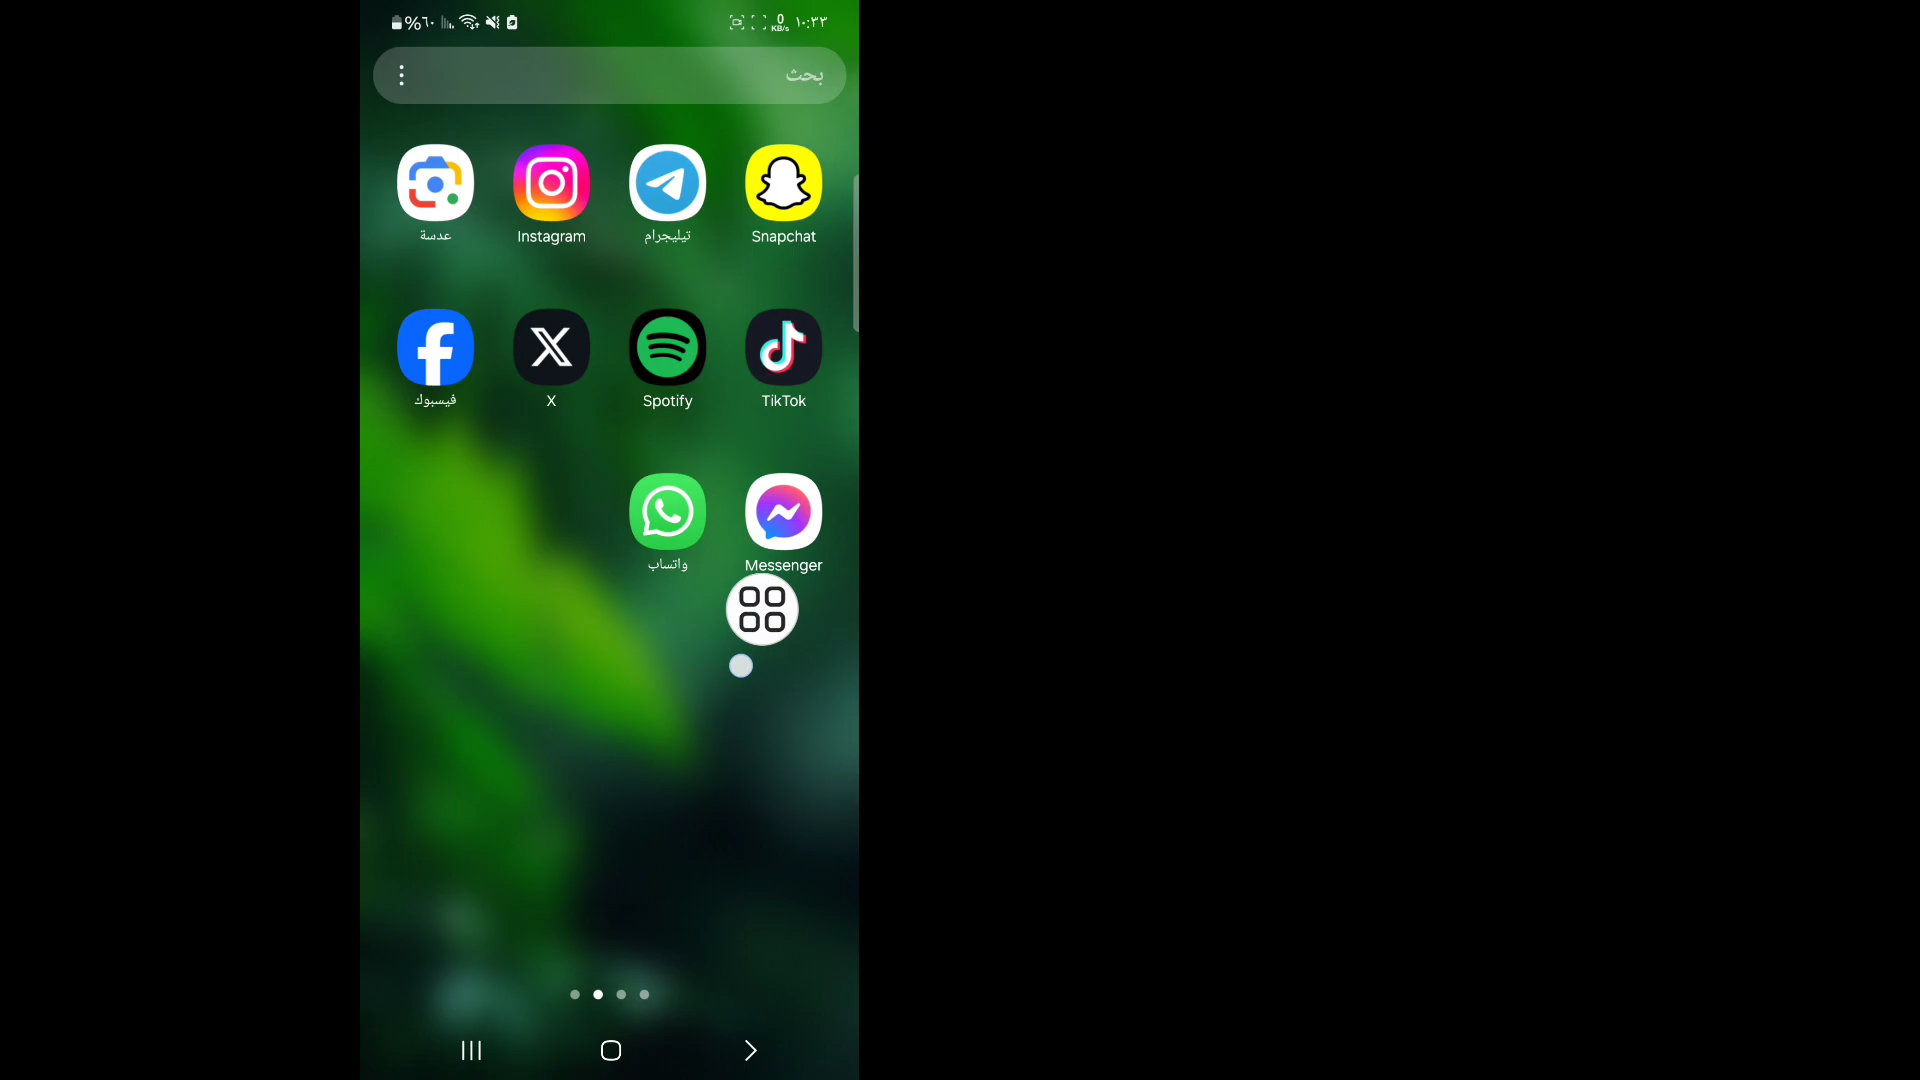 ١٠:٣٣
0
KB/s
%٦٠
بحث
Snapchat
تيليجرام
Instagram
عدسة
TikTok
Spotify
X
فيسبوك
Messenger
واتساب